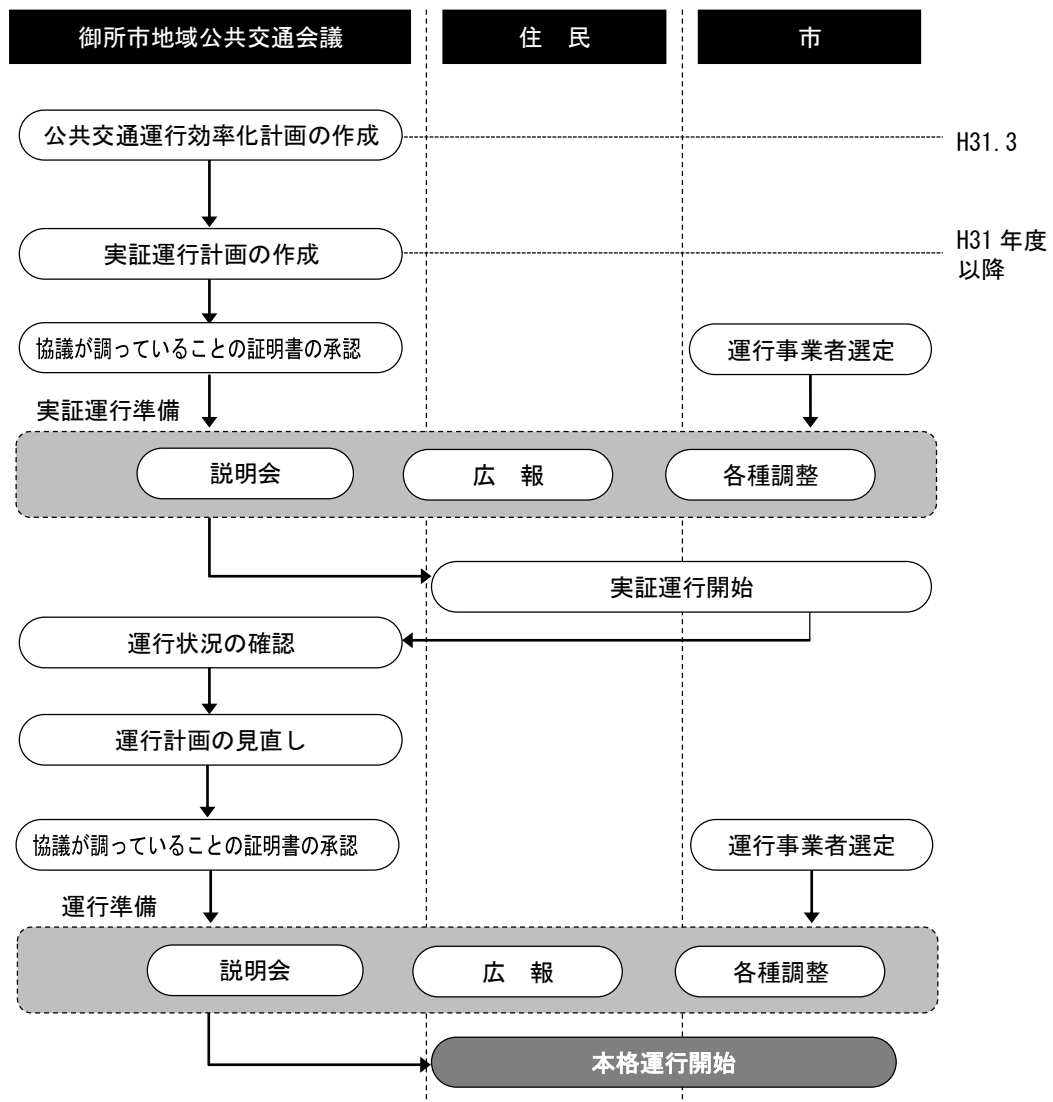 御所市地域公共交通会議
住　民
市
公共交通運行効率化計画の作成
H31.3
実証運行計画の作成
H31 年度
以降
協議が調っていることの証明書の承認
運行事業者選定
実証運行準備
説明会
広　報
各種調整
実証運行開始
運行状況の確認
運行計画の見直し
協議が調っていることの証明書の承認
運行事業者選定
運行準備
説明会
広　報
各種調整
本格運行開始